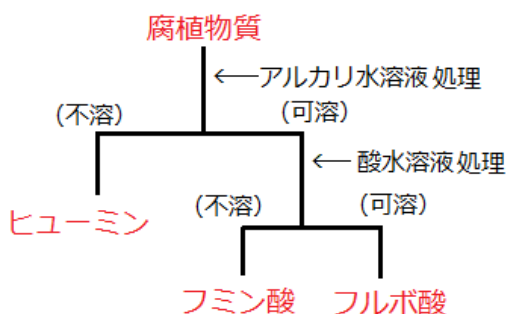 腐植物質
←アルカリ水溶液処理
(不溶)
(可溶)
← 酸水溶液処理
ヒューミン
(不溶)
(可溶)
フミン酸
フルボ酸